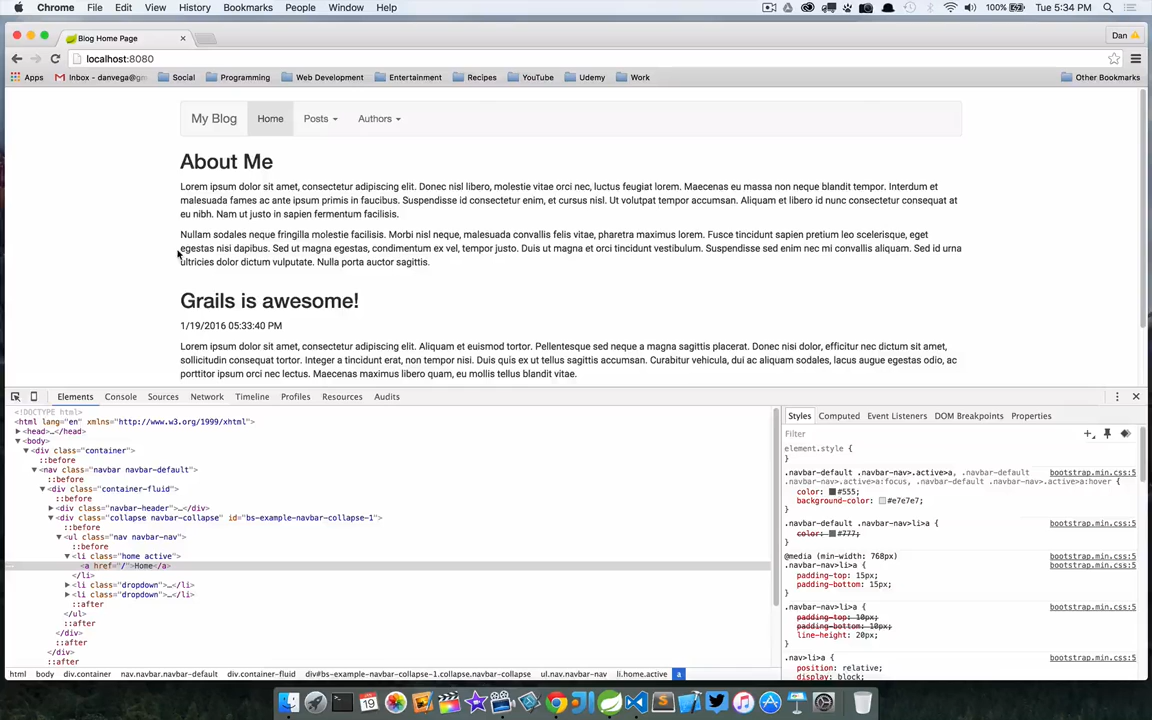 Chrome File Edit View History Bookmarks People Window Help 100% Tue 5:34 PM
Blog Home Page Dan
localhost:8080
Apps Inbox - danvega@gm Social Programming Web Development Entertainment Recipes YouTube Udemy Work Other Bookmarks
My Blog Home Posts Authors
About Me
Lorem ipsum dolor sit amet, consectetur adipiscing elit. Donec nisl libero, molestie vitae orci nec, luctus feugiat lorem. Maecenas eu massa non neque blandit tempor. Interdum et
malesuada fames ac ante ipsum primis in faucibus. Suspendisse id consectetur enim, et cursus nisl. Ut volutpat tempor accumsan. Aliquam et libero id nunc consectetur consequat at
eu nibh. Nam ut justo in sapien fermentum facilisis.
Nullam sodales neque fringilla molestie facilisis. Morbi nisl neque, malesuada convallis felis vitae, pharetra maximus lorem. Fusce tincidunt sapien pretium leo scelerisque, eget
egestas nisi dapibus. Sed ut magna egestas, condimentum ex vel, tempor justo. Duis ut magna et orci tincidunt vestibulum. Suspendisse sed enim nec mi convallis aliquam. Sed id urna
ultricies dolor dictum vulputate. Nulla porta auctor sagittis.
Grails is awesome!
1/19/2016 05:33:40 PM
Lorem ipsum dolor sit amet, consectetur adipiscing elit. Aliquam et euismod tortor. Pellentesque sed neque a magna sagittis placerat. Donec nisi dolor, efficitur nec dictum sit amet,
sollicitudin consequat tortor. Integer a tincidunt erat, non tempor nisi. Duis quis ex ut tellus sagittis accumsan. Curabitur vehicula, dui ac aliquam sodales, lacus augue egestas odio, ac
porttitor ipsum orci nec lectus. Maecenas maximus libero quam, eu mollis tellus blandit vitae.
Elements Console Sources Network Timeline Profiles Resources Audits
<!DOCTYPE html>
<html lang="en" xmlns="http://www.w3.org/1999/xhtml">
<head>…</head>
<body>
<div class="container">
::before
<nav class="navbar navbar-default">
::before
<div class="container-fluid">
::before
<div class="navbar-header">…</div>
<div class="collapse navbar-collapse" id="bs-example-navbar-collapse-1">
::before
<ul class="nav navbar-nav">
::before
<li class="home active">
<a href="/">Home</a>
</li>
<li class="dropdown">…</li>
<li class="dropdown">…</li>
::after
</ul>
::after
</div>
::after
</div>
::after
html body div.container nav.navbar.navbar-default div.container-fluid div#bs-example-navbar-collapse-1.collapse.navbar-collapse ul.nav.navbar-nav li.home.active a
Styles Computed Event Listeners DOM Breakpoints Properties
Filter
element.style {
}
.navbar-default .navbar-nav>.active>a, .navbar-default bootstrap.min.css:5
.navbar-nav>.active>a:focus, .navbar-default .navbar-nav>.active>a:hover {
color: #555;
background-color: #e7e7e7;
}
.navbar-default .navbar-nav>li>a { bootstrap.min.css:5
color: #777;
}
@media (min-width: 768px) bootstrap.min.css:5
.navbar-nav>li>a { bootstrap.min.css:5
padding-top: 15px;
padding-bottom: 15px;
}
.navbar-nav>li>a { bootstrap.min.css:5
padding-top: 10px;
padding-bottom: 10px;
line-height: 20px;
}
.nav>li>a { bootstrap.min.css:5
position: relative;
display: block;
19